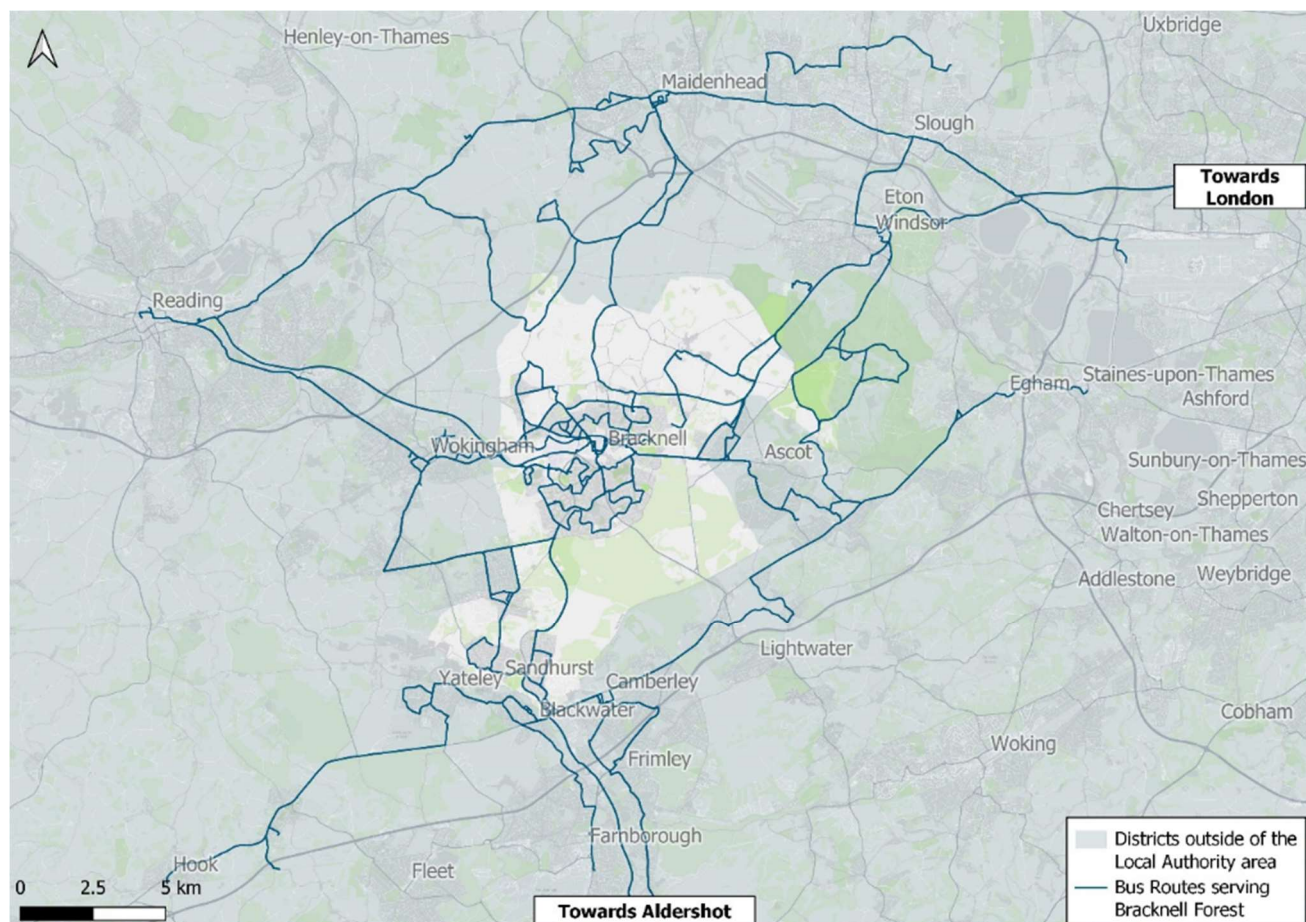 Henley-on-Thames
Uxbridge
Maidenhead
Slough
Towards
London
Eton
Windsor
Reading
Egham
Staines-upon-Thames
Ashford
Wokingham
Bracknell
Ascot
Sunbury-on-Thames
Chertsey
Shepperton
Walton-on-Thames
Addlestone
Weybridge
Lightwater
Sandhurst
Yateley
Camberley
Blackwater
Cobham
Woking
Frimley
Farnborough
Hook
Fleet
Districts outside of the
Local Authority area
Bus Routes serving
Bracknell Forest
0 2.5 5 km
Towards Aldershot